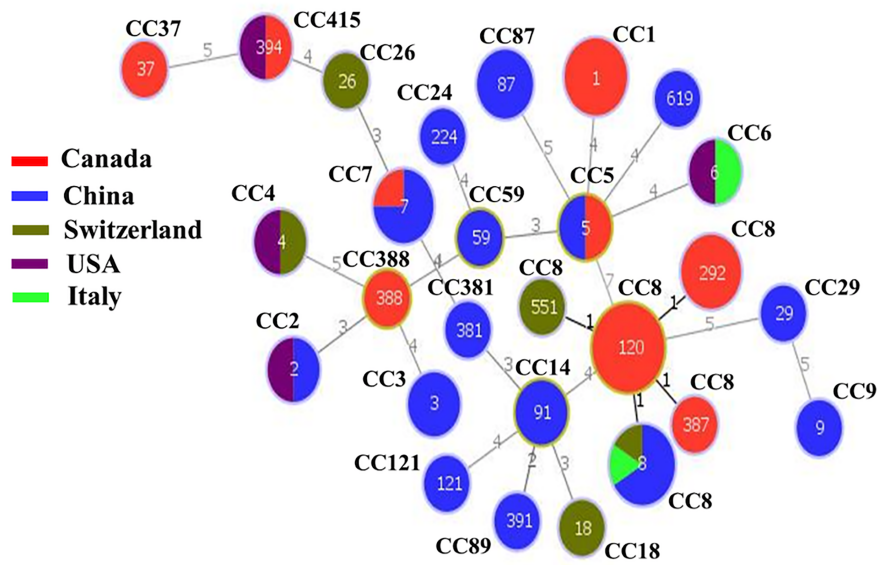 CC37
CC415
CC26
CC87
CC1
5
394
4
37
26
87
1
619
CC24
224
3
5
4
4
CC6
6
Canada
China
Switzerland
USA
Italy
CC7
7
4
CC59
59
3
CC5
5
4
CC4
4
5
CC388
388
4
4
CC381
381
CC8
551
1
7
CC8
120
1
CC8
292
5
CC29
29
CC2
2
3
4
CC3
3
3
CC14
91
4
1
1
CC8
387
5
CC9
9
CC121
121
4
2
3
8
CC8
391
CC89
18
CC18